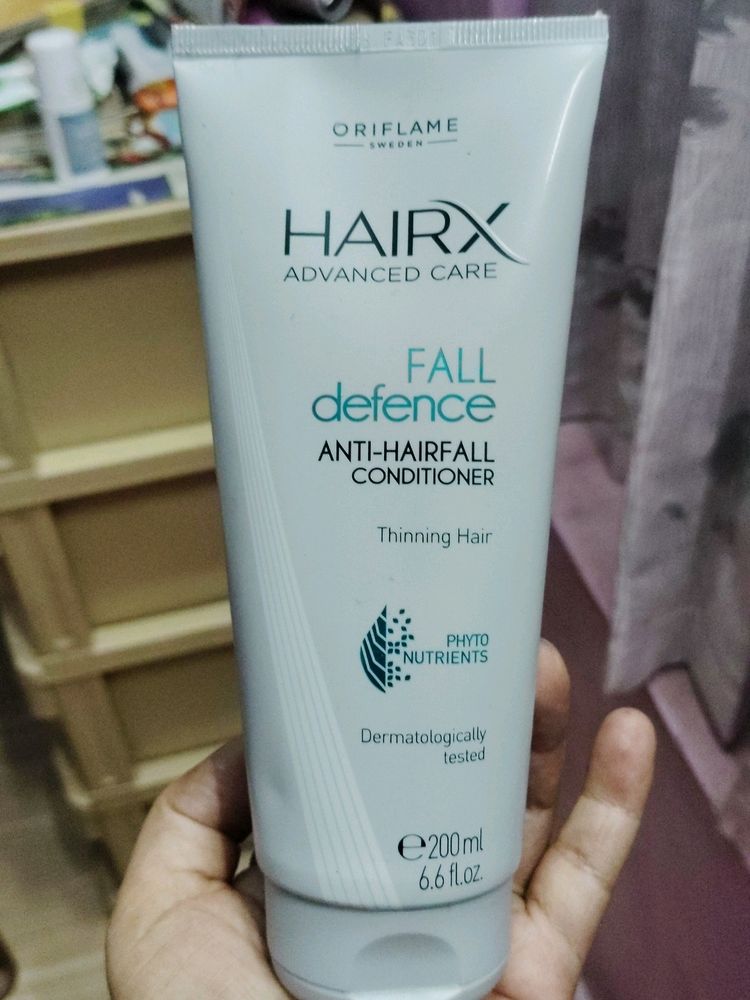 ORIFLAME
SWEDEN
HAIRX
ADVANCED CARE
FALL
defence
ANTI-HAIRFALL
CONDITIONER
Thinning Hair
PHYTO
NUTRIENTS
Dermatologically
tested
℮200ml
6.6 fl.oz.